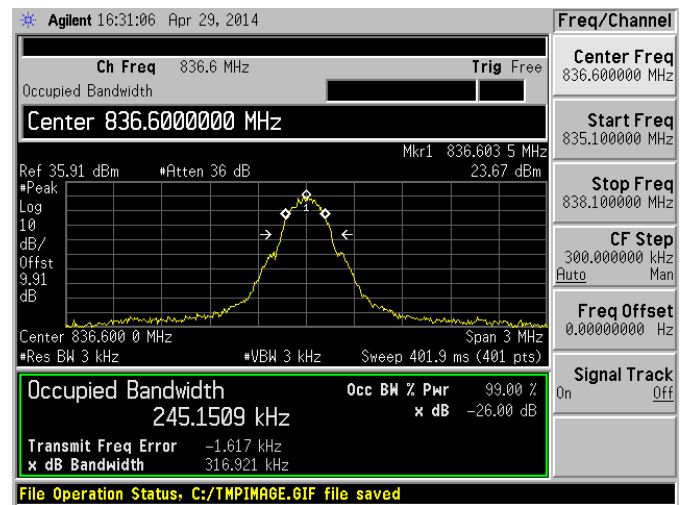 Agilent 16:31:06 Apr 29, 2014
Freq/Channel
Ch Freq 836.6 MHz Trig Free
Occupied Bandwidth
Center 836.6000000 MHz
Mkr1 836.603 5 MHz
Ref 35.91 dBm #Atten 36 dB 23.67 dBm
#Peak
Log
10
dB/
Offst
9.91
dB
1
Center 836.600 0 MHz Span 3 MHz
#Res BW 3 kHz #VBW 3 kHz Sweep 401.9 ms (401 pts)
Occupied Bandwidth
245.1509 kHz
Occ BW % Pwr 99.00 %
x dB -26.00 dB
Transmit Freq Error -1.617 kHz
x dB Bandwidth 316.921 kHz
File Operation Status, C:/TMPIMAGE.GIF file saved
Center Freq
836.600000 MHz
Start Freq
835.100000 MHz
Stop Freq
838.100000 MHz
CF Step
300.000000 kHz
Auto Man
Freq Offset
0.00000000 Hz
Signal Track
On Off